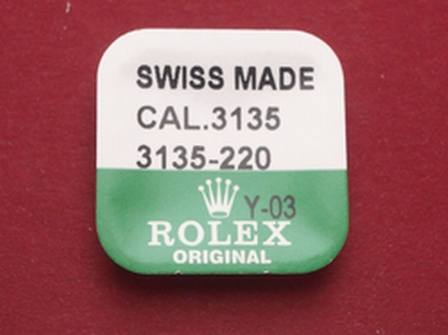 SWISS MADE
CAL.3135
3135-220
Y-03
ROLEX
ORIGINAL